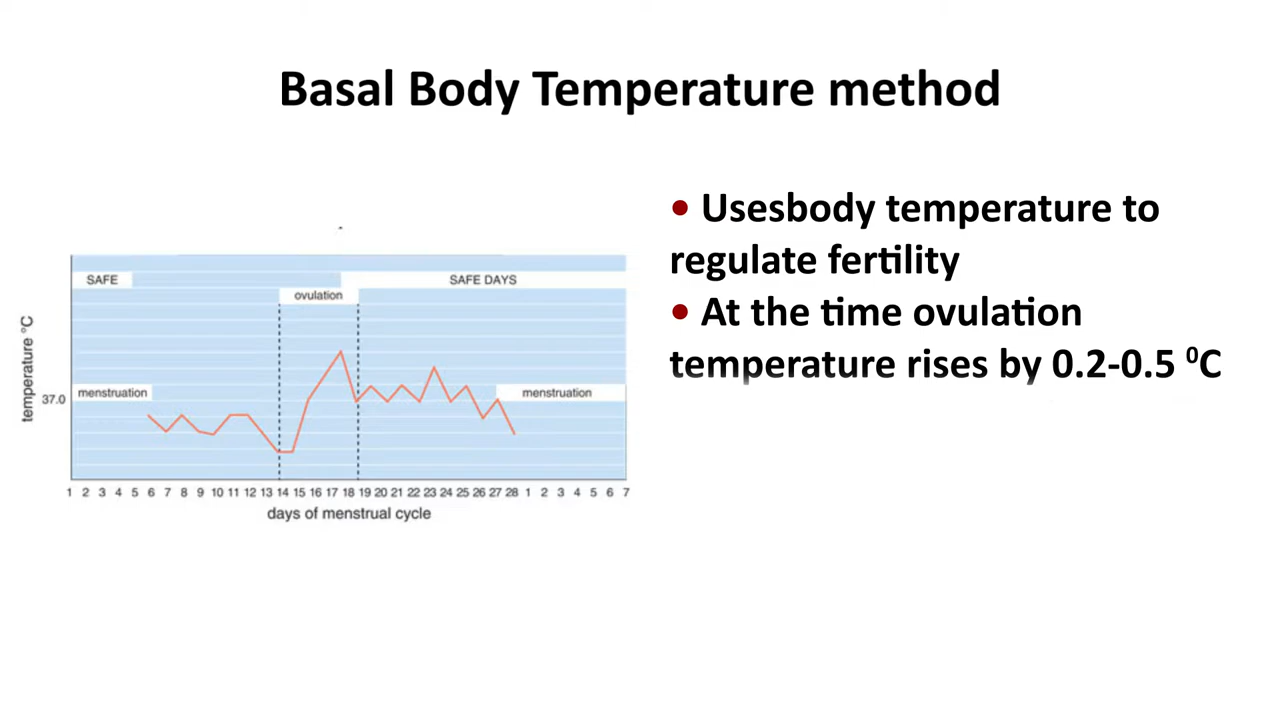 Basal Body Temperature method
• Usesbody temperature to
regulate fertility
• At the time ovulation
temperature rises by 0.2-0.5 ⁰C
SAFE
SAFE DAYS
ovulation
menstruation
menstruation
temperature °C
37.0
1 2 3 4 5 6 7 8 9 10 11 12 13 14 15 16 17 18 19 20 21 22 23 24 25 26 27 28 1 2 3 4 5 6 7
days of menstrual cycle